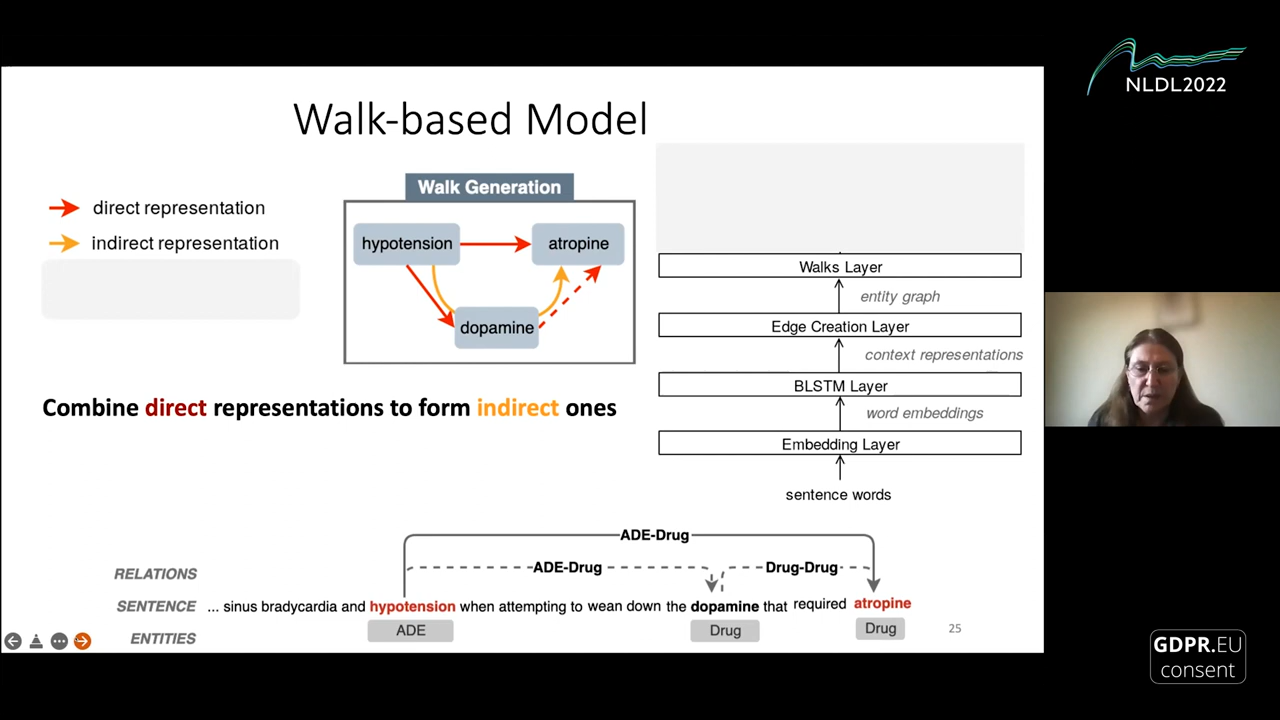 NLDL2022
Walk-based Model
direct representation
indirect representation
Walk Generation
hypotension
atropine
dopamine
Combine direct representations to form indirect ones
Walks Layer
entity graph
Edge Creation Layer
context representations
BLSTM Layer
word embeddings
Embedding Layer
sentence words
ADE-Drug
RELATIONS
ADE-Drug
Drug-Drug
SENTENCE
... sinus bradycardia and hypotension when attempting to wean down the dopamine that required atropine
ENTITIES
ADE
Drug
Drug
25
GDPR.EU
consent